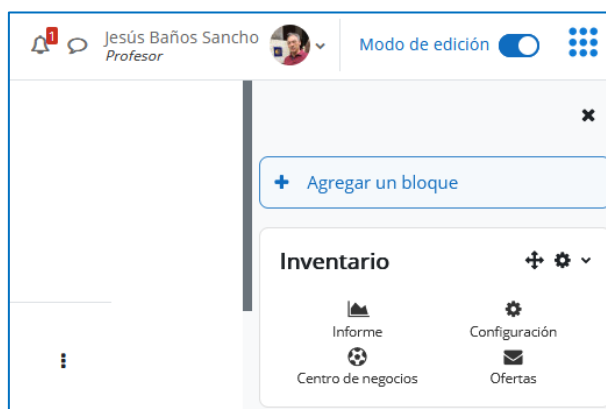 1
Jesús Baños Sancho
Profesor
Modo de edición
Agregar un bloque
Inventario
Informe
Configuración
Centro de negocios
Ofertas